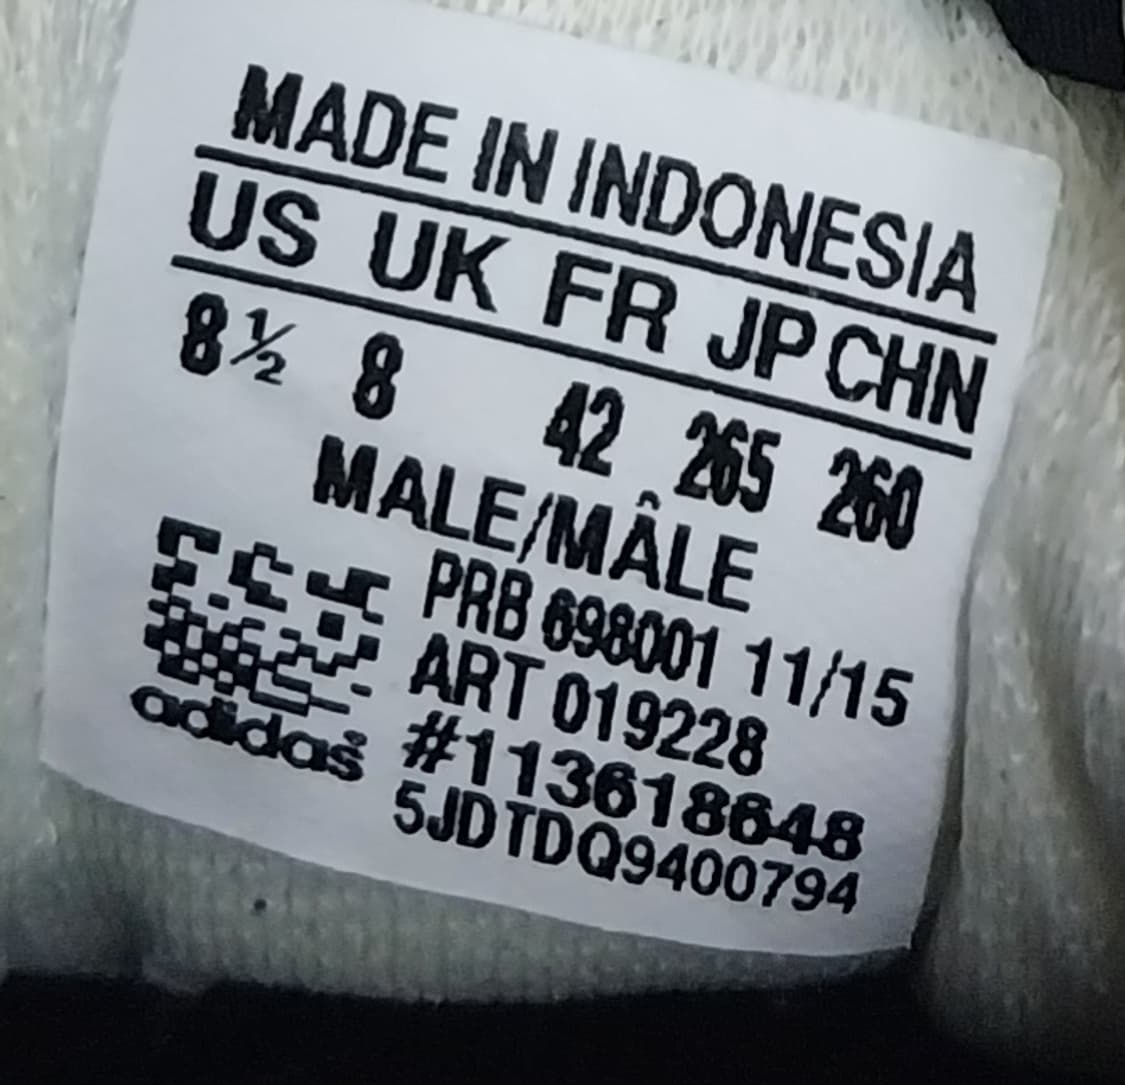 MADE IN INDONESIA
US UK FR JP CHN
8½ 8 42 265 260
MALE/MÂLE
PRB 698001 11/15
ART 019228
#113618648
adidas
5JDTDQ9400794